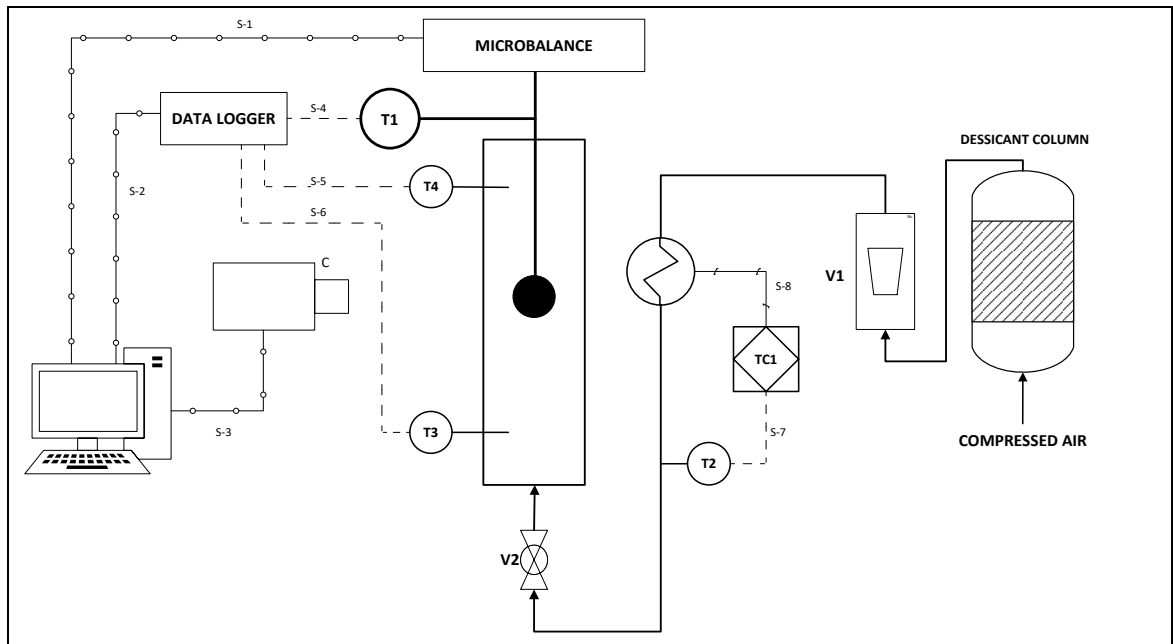 S-1
MICROBALANCE
DATA LOGGER
S-4
T1
DESSICANT COLUMN
S-2
S-5
T4
S-6
C
V1
S-8
TC1
S-3
T3
S-7
T2
COMPRESSED AIR
V2